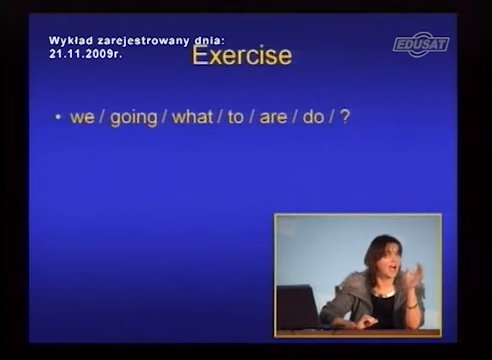 Wykład zarejestrowany dnia:
21.11.2009r.
EDUSAT
Exercise
• we / going / what / to / are / do / ?